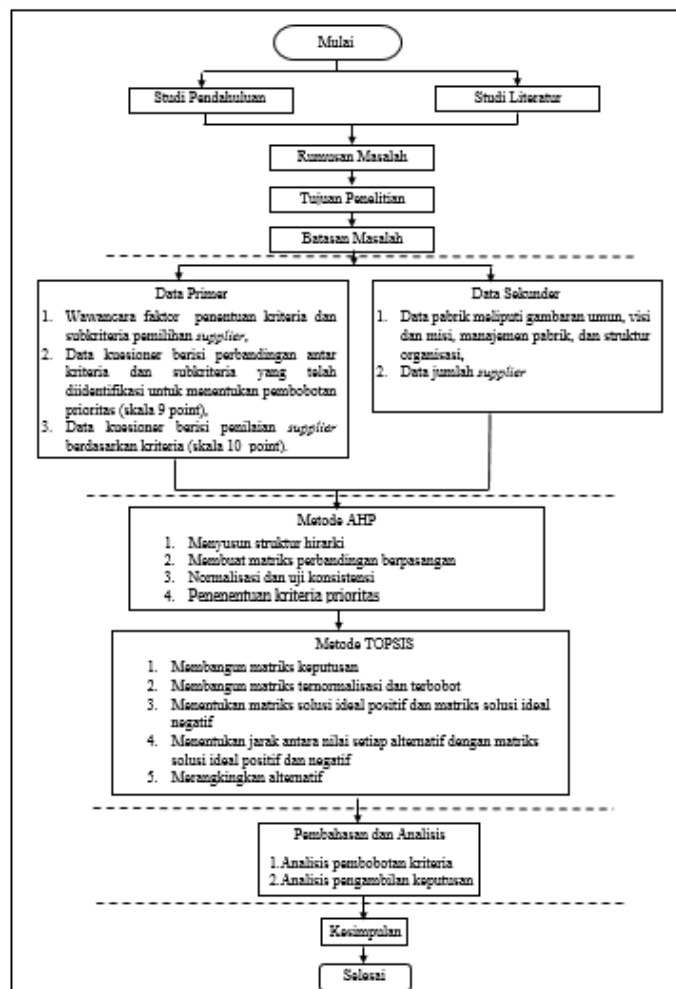 Mulai
Studi Pendahuluan
Studi Literatur
Rumusan Masalah
Tujuan Penelitian
Batasan Masalah
Data Primer
1. Wawancara faktor penentuan kriteria dan
subkriteria pemilihan supplier,
2. Data kuesioner berisi perbandingan antar
kriteria dan subkriteria yang telah
diidentifikasi untuk menentukan pembobotan
prioritas (skala 9 point),
3. Data kuesioner berisi penilaian supplier
berdasarkan kriteria (skala 10 point).
Data Sekunder
1. Data pabrik meliputi gambaran umun, visi
dan misi, manajemen pabrik, dan struktur
organisasi,
2. Data jumlah supplier
Metode AHP
1. Menyusun struktur hirarki
2. Membuat matriks perbandingan berpasangan
3. Normalisasi dan uji konsistensi
4. Penenentuan kriteria prioritas
Metode TOPSIS
1. Membangun matriks keputusan
2. Membangun matriks ternormalisasi dan terbobot
3. Menentukan matriks solusi ideal positif dan matriks solusi ideal
negatif
4. Menentukan jarak antara nilai setiap alternatif dengan matriks
solusi ideal positif dan negatif
5. Merangkingkan alternatif
Pembahasan dan Analisis
1.Analisis pembobotan kriteria
2.Analisis pengambilan keputusan
Kesimpulan
Selesai